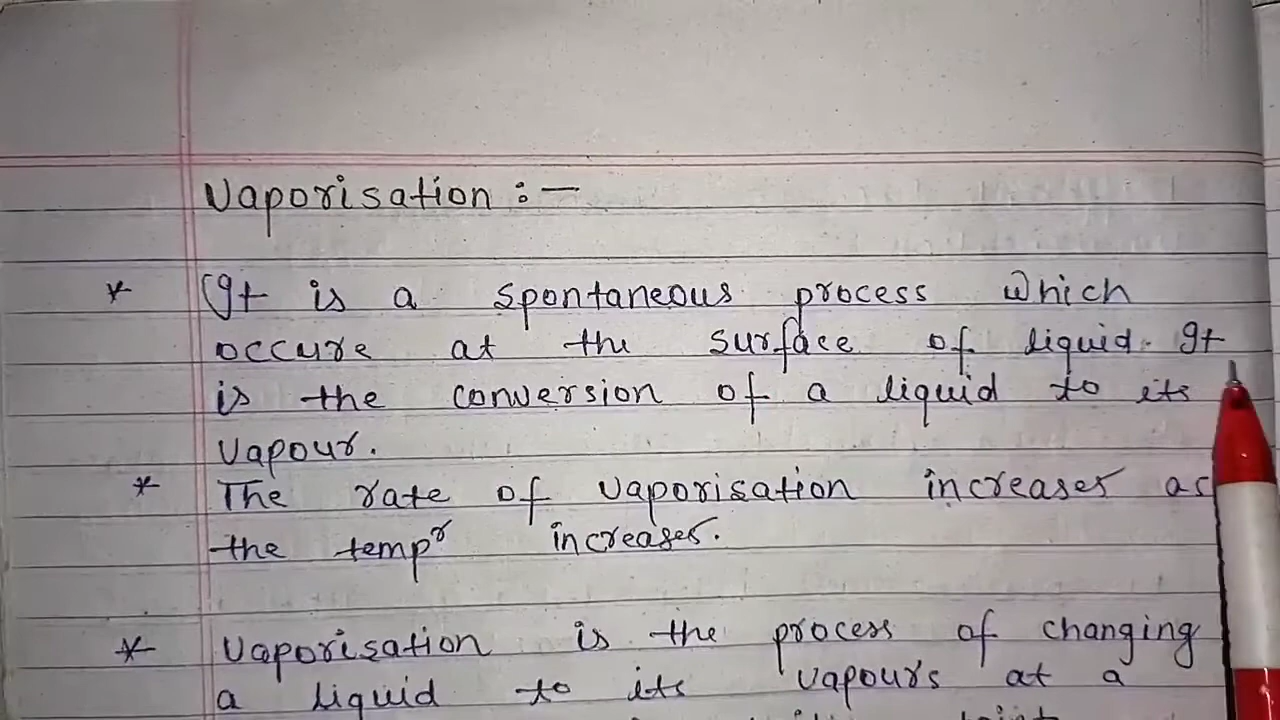 Vaporisation :-
* It is a spontaneous process which
occure at the surface of liquid. It
is the conversion of a liquid to its
vapour.
* The rate of vaporisation increases as
the tempr increases.
* Vaporisation is the process of changing
a liquid to its vapours at a